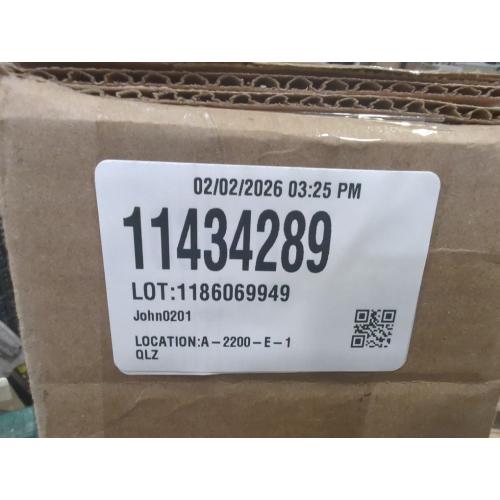 02/02/2026 03:25 PM
11434289
LOT:1186069949
John0201
LOCATION:A-2200-E-1
QLZ